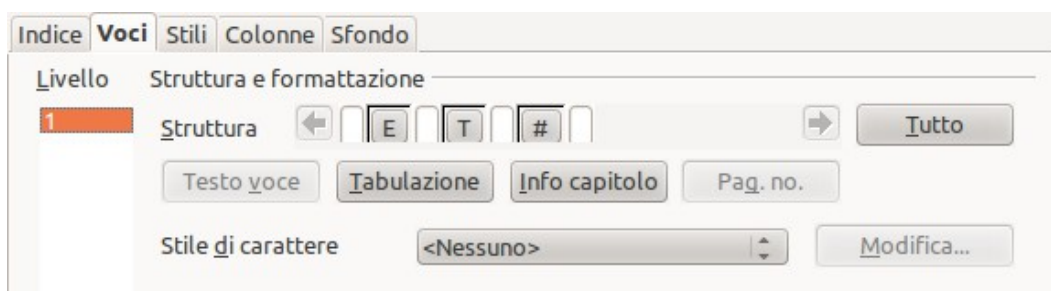 Indice Voci Stili Colonne Sfondo
Livello Struttura e formattazione
1 Struttura E T # Tutto
Testo voce Tabulazione Info capitolo Pag. no.
Stile di carattere <Nessuno> Modifica...